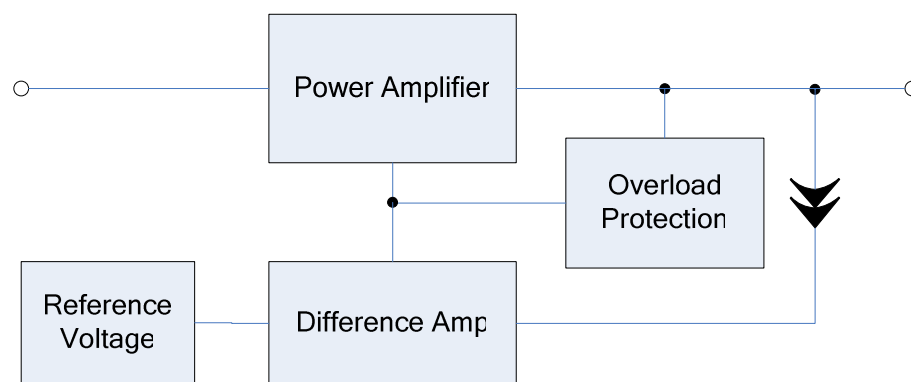 Power Amplifier
Overload
Protection
Reference
Voltage
Difference Amp